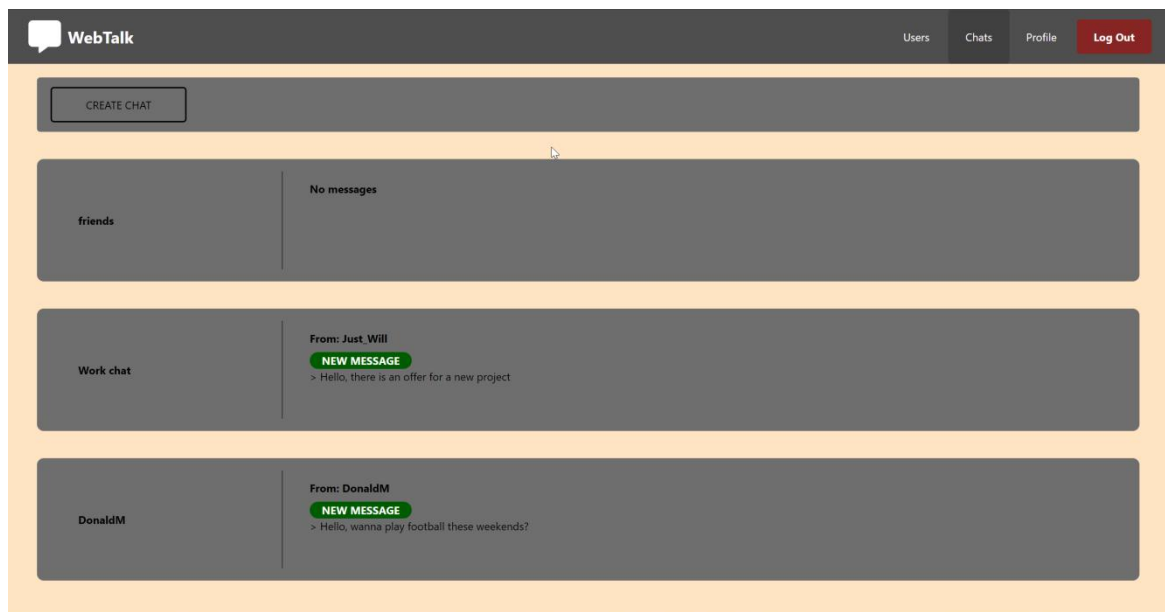 WebTalk
Users
Chats
Profile
Log Out
CREATE CHAT
friends
No messages
Work chat
From: Just_Will
NEW MESSAGE
> Hello, there is an offer for a new project
DonaldM
From: DonaldM
NEW MESSAGE
> Hello, wanna play football these weekends?